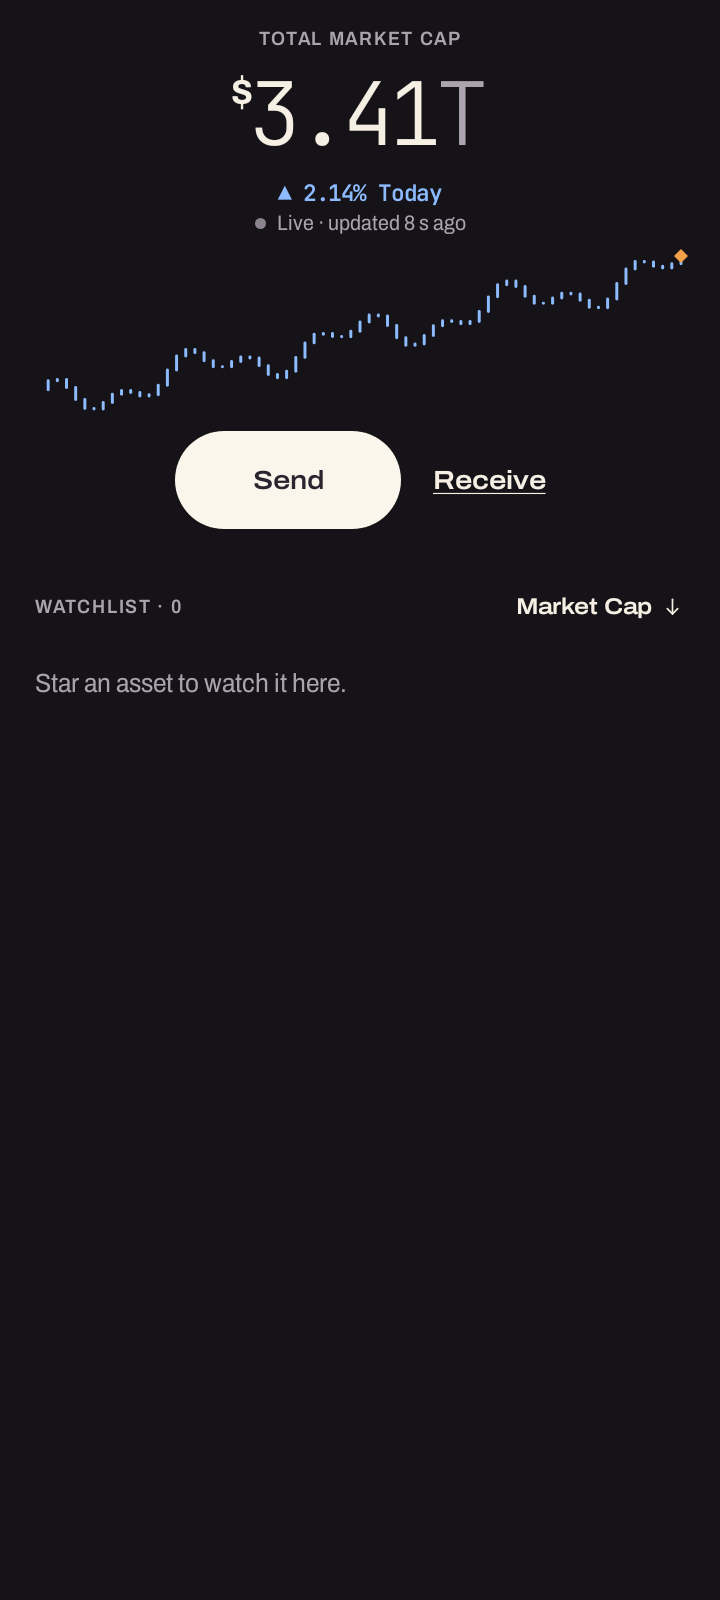 TOTAL MARKET CAP
$3.41T
▲ 2.14% Today
Live · updated 8 s ago
Send
Receive
WATCHLIST · 0
Market Cap ↓
Star an asset to watch it here.